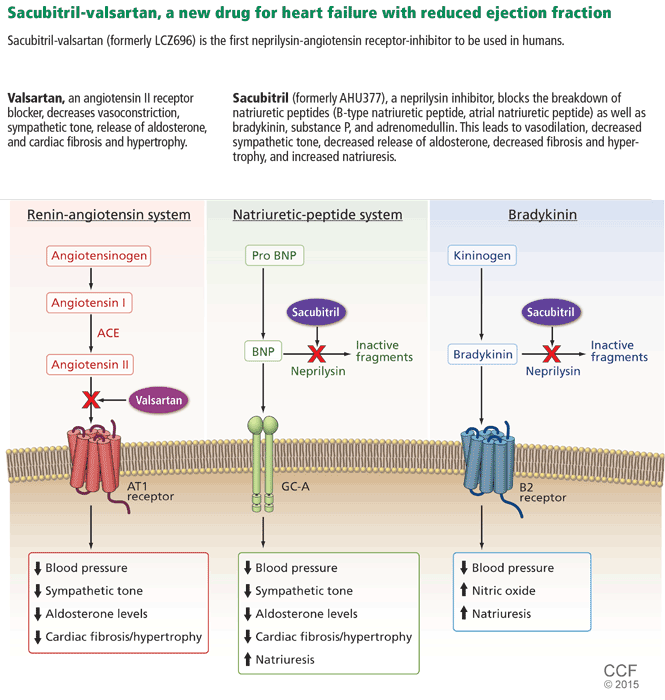 Sacubitril-valsartan, a new drug for heart failure with reduced ejection fraction
Sacubitril-valsartan (formerly LCZ696) is the first neprilysin-angiotensin receptor-inhibitor to be used in humans.
Valsartan, an angiotensin II receptor
blocker, decreases vasoconstriction,
sympathetic tone, release of aldosterone,
and cardiac fibrosis and hypertrophy.
Sacubitril (formerly AHU377), a neprilysin inhibitor, blocks the breakdown of
natriuretic peptides (B-type natriuretic peptide, atrial natriuretic peptide) as well as
bradykinin, substance P, and adrenomedullin. This leads to vasodilation, decreased
sympathetic tone, decreased release of aldosterone, decreased fibrosis and hyper-
trophy, and increased natriuresis.
Renin-angiotensin system
Angiotensinogen
Angiotensin I
ACE
Angiotensin II
Valsartan
AT1
receptor
Blood pressure
Sympathetic tone
Aldosterone levels
Cardiac fibrosis/hypertrophy
Natriuretic-peptide system
Pro BNP
Sacubitril
BNP
Neprilysin
Inactive
fragments
GC-A
Blood pressure
Sympathetic tone
Aldosterone levels
Cardiac fibrosis/hypertrophy
Natriuresis
Bradykinin
Kininogen
Sacubitril
Bradykinin
Neprilysin
Inactive
fragments
B2
receptor
Blood pressure
Nitric oxide
Natriuresis
CCF
© 2015